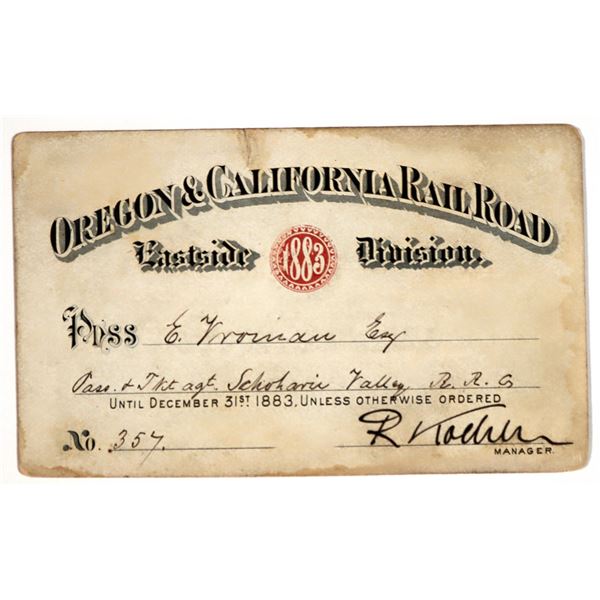 OREGON & CALIFORNIA RAIL ROAD
Eastside 1883 Division.
Pass E. Vroman Esq
Pass. & Tkt agt. Schoharie Valley R. R. Co
UNTIL DECEMBER 31ST 1883, UNLESS OTHERWISE ORDERED
No. 357. R Koehler
MANAGER.